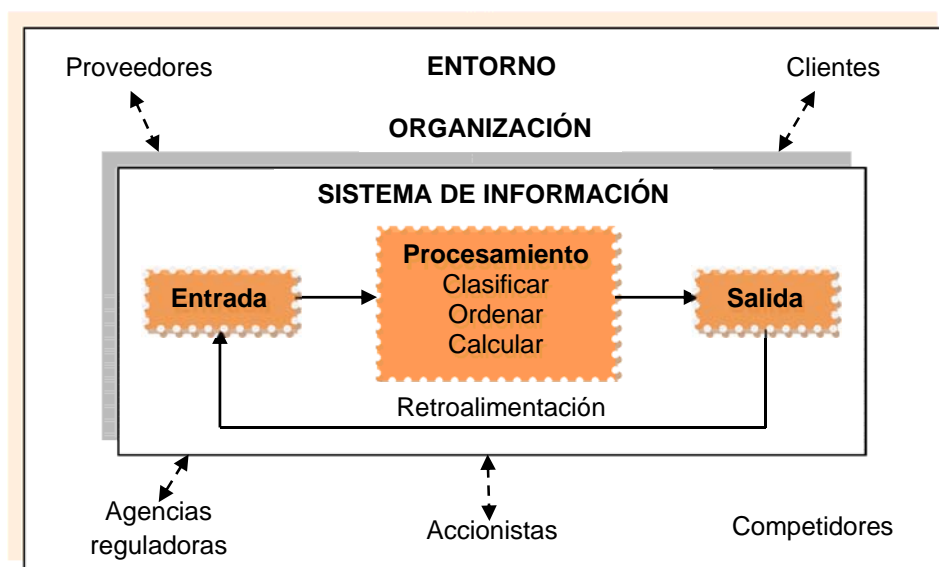 ENTORNO
Proveedores
Clientes
ORGANIZACIÓN
SISTEMA DE INFORMACIÓN
Procesamiento
Clasificar
Ordenar
Calcular
Entrada
Salida
Retroalimentación
Agencias
reguladoras
Accionistas
Competidores